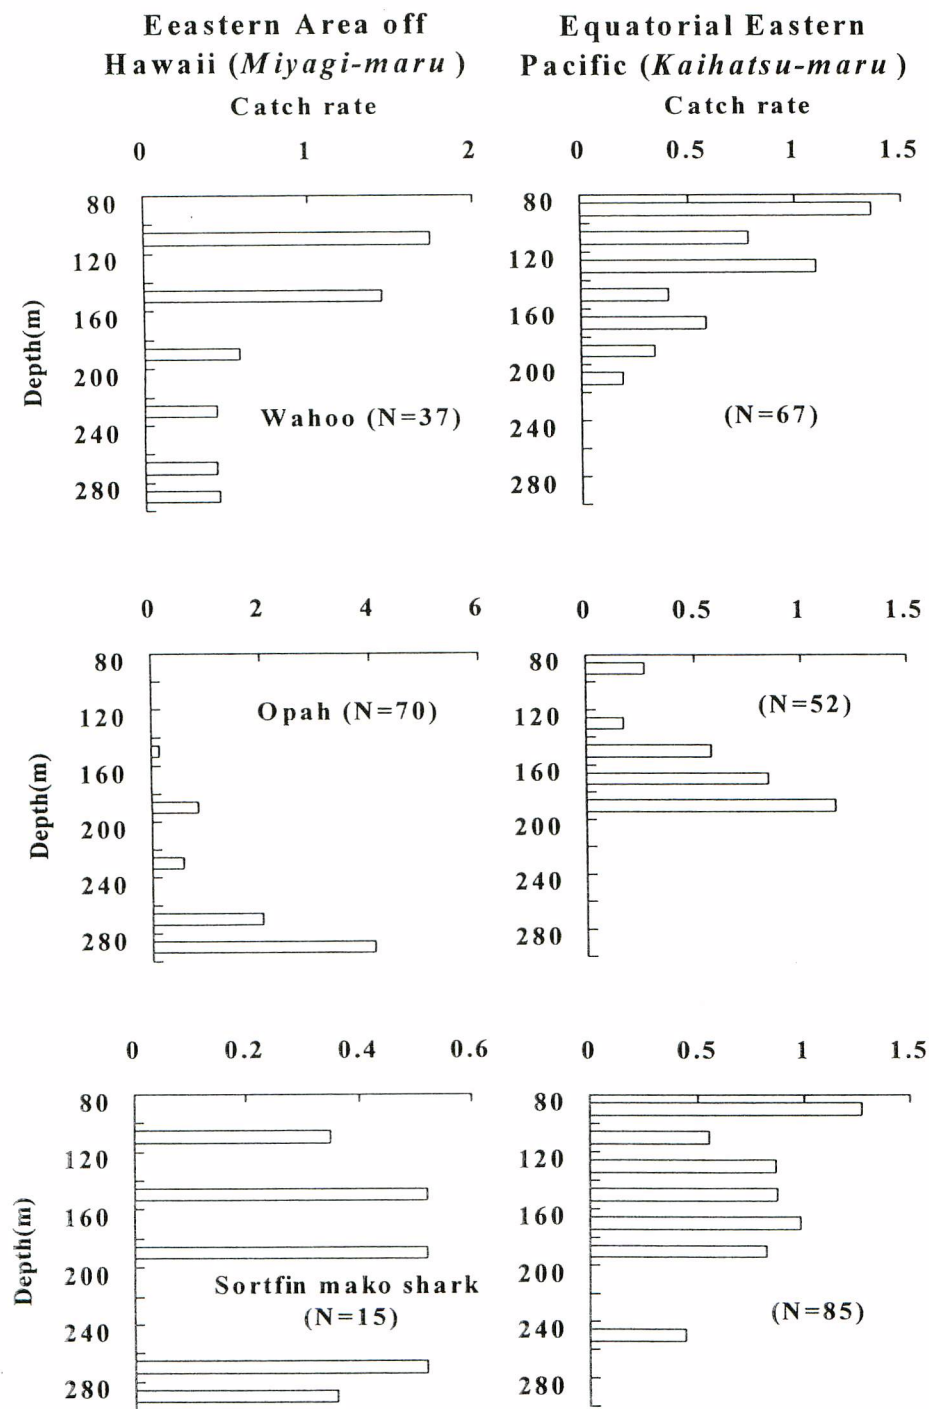 Eeastern Area off
Hawaii (Miyagi-maru )
Catch rate
0 1 2
80
120
160
200
240
280
Depth(m)
Wahoo (N=37)
Equatorial Eastern
Pacific (Kaihatsu-maru )
Catch rate
0 0.5 1 1.5
80
120
160
200
240
280
(N=67)
0 2 4 6
80
120
160
200
240
280
Depth(m)
Opah (N=70)
0 0.5 1 1.5
80
120
160
200
240
280
(N=52)
0 0.2 0.4 0.6
80
120
160
200
240
280
Depth(m)
Sortfin mako shark
(N=15)
0 0.5 1 1.5
80
120
160
200
240
280
(N=85)